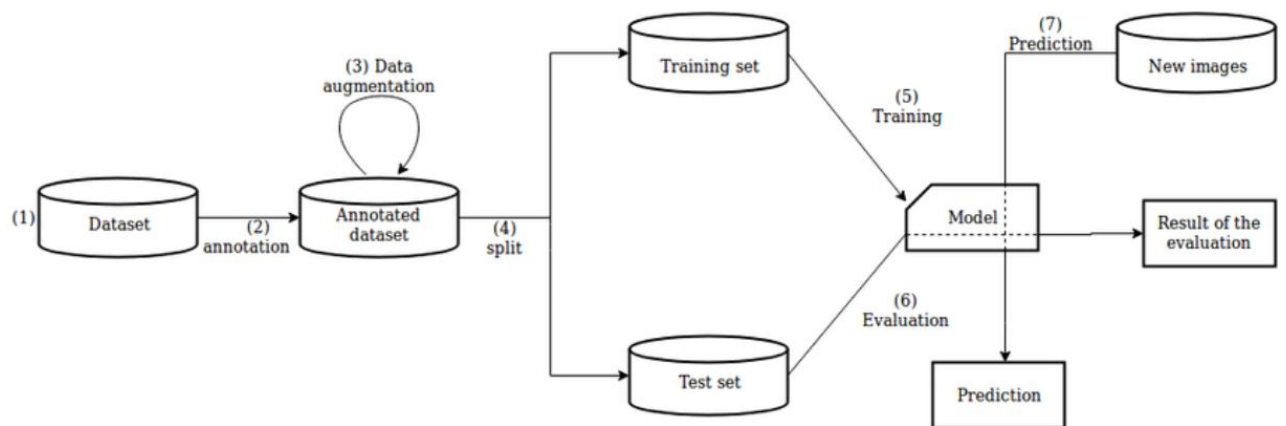 (1)
Dataset
(2)
annotation
(3) Data
augmentation
Annotated
dataset
(4)
split
Training set
Test set
(5)
Training
(6)
Evaluation
Model
(7)
Prediction
New images
Result of the
evaluation
Prediction